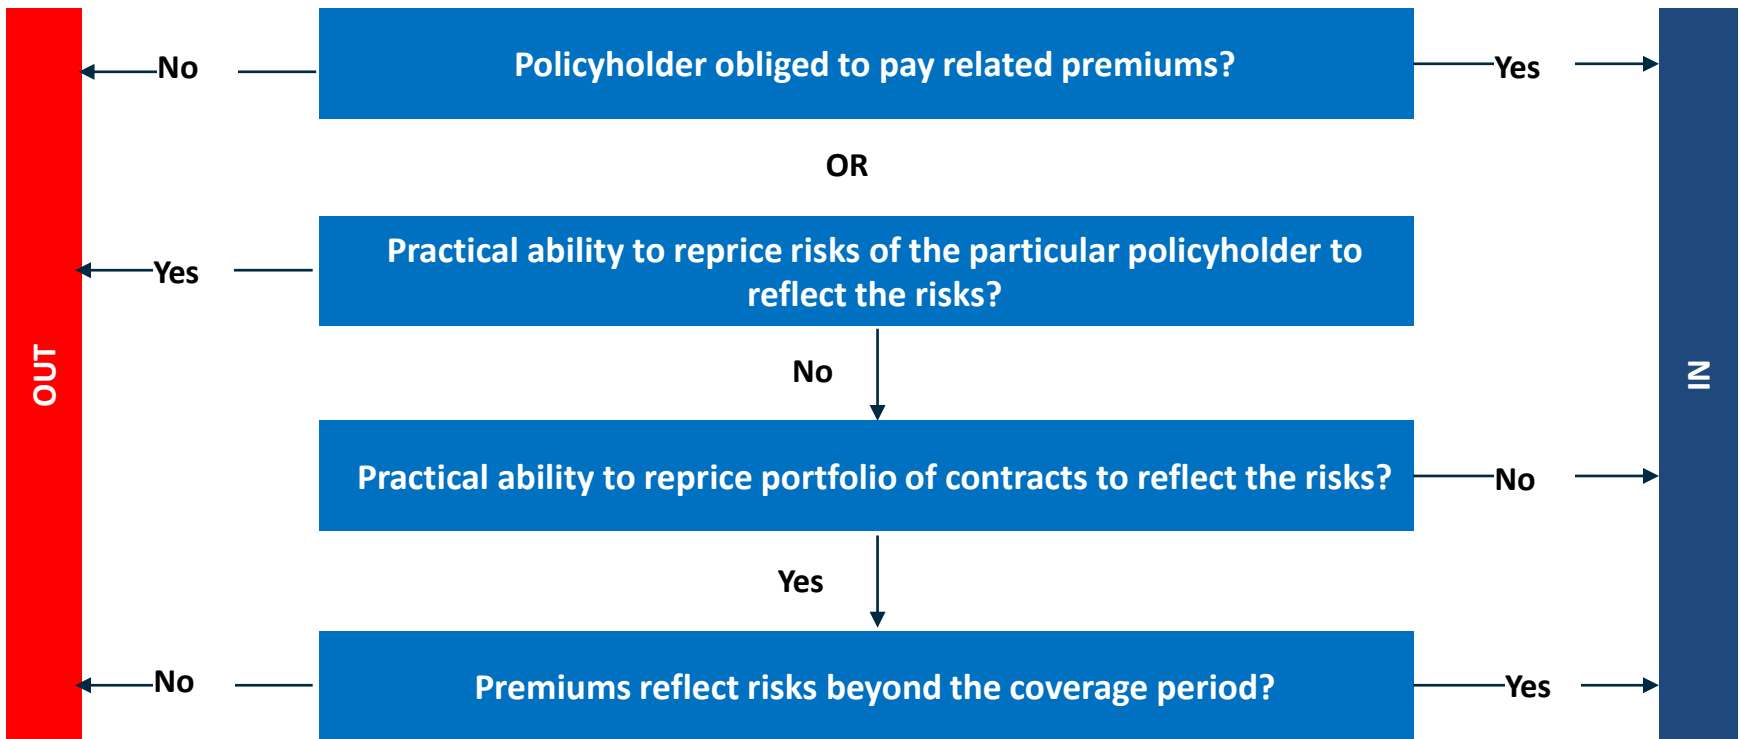 No
Policyholder obliged to pay related premiums?
Yes
OR
Yes
Practical ability to reprice risks of the particular policyholder to
reflect the risks?
No
OUT
IN
Practical ability to reprice portfolio of contracts to reflect the risks?
No
Yes
No
Premiums reflect risks beyond the coverage period?
Yes